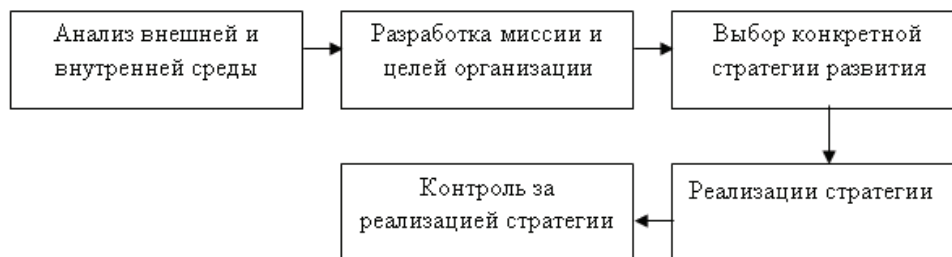 Анализ внешней и
внутренней среды
Разработка миссии и
целей организации
Выбор конкретной
стратегии развития
Реализации стратегии
Контроль за
реализацией стратегии